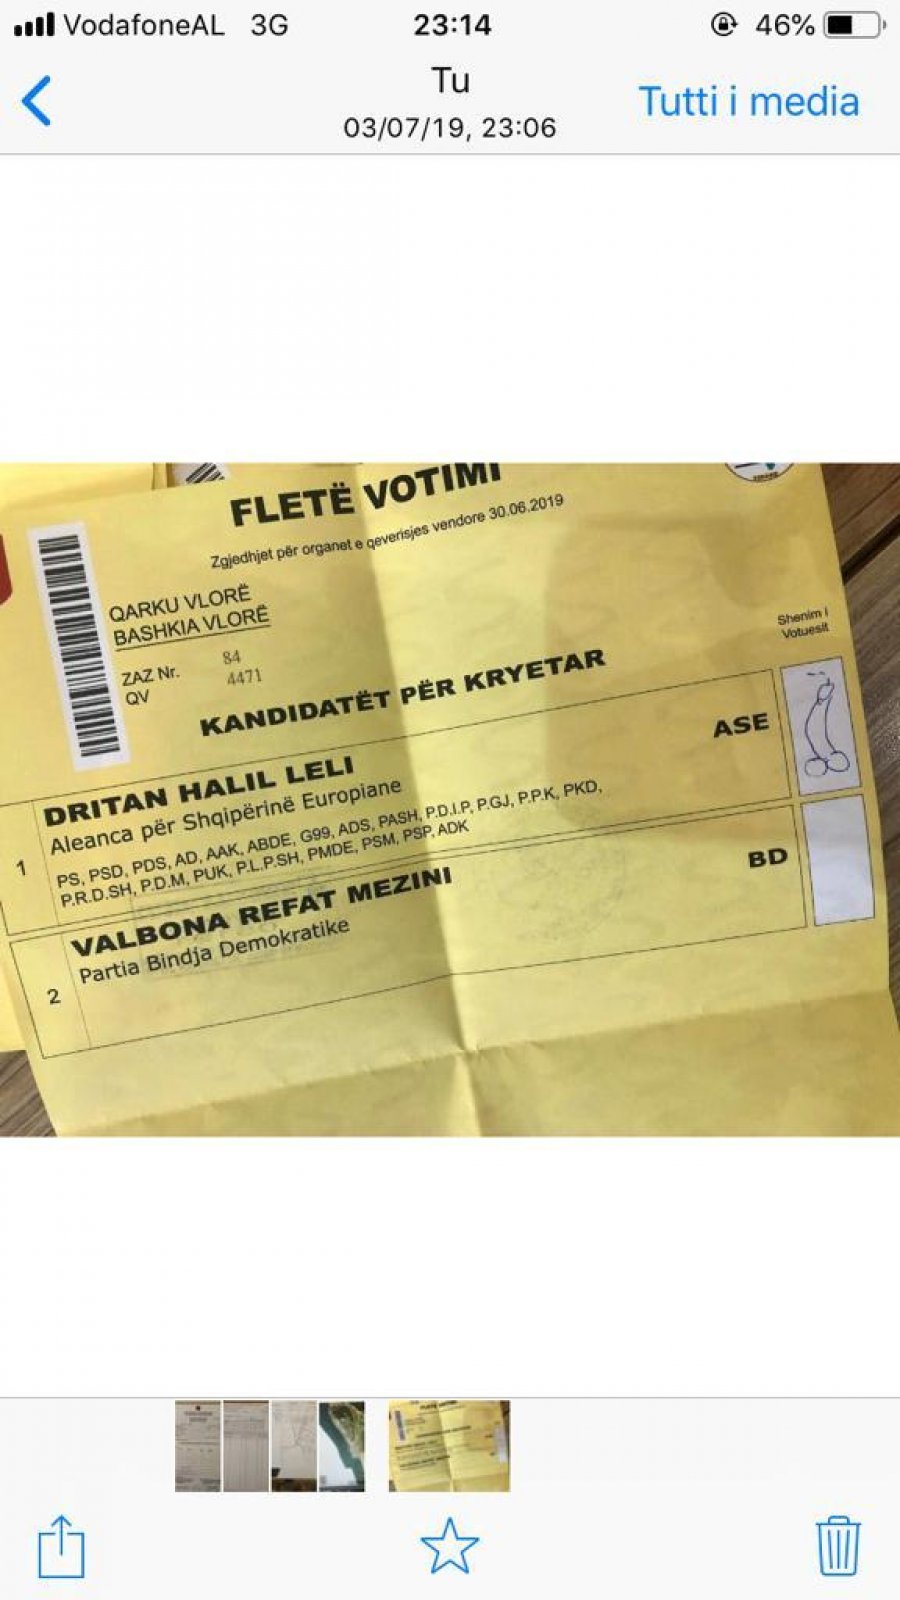 VodafoneAL 3G 23:14 46%
Tu
03/07/19, 23:06
Tutti i media
FLETË VOTIMI
Zgjedhjet për organet e qeverisjes vendore 30.06.2019
QARKU VLORË
BASHKIA VLORË
ZAZ Nr. 84
QV 4471
Shenim I
Votuesit
KANDIDATËT PËR KRYETAR
1
DRITAN HALIL LELI
ASE
Aleanca për Shqipërinë Europiane
PS, PSD, PDS, AD, AAK, ABDE, G99, ADS, PASH, P.D.I.P, P.GJ, P.P.K, PKD,
P.R.D.SH, P.D.M, PUK, P.L.P.SH, PMDE, PSM, PSP, ADK
2
VALBONA REFAT MEZINI
BD
Partia Bindja Demokratike